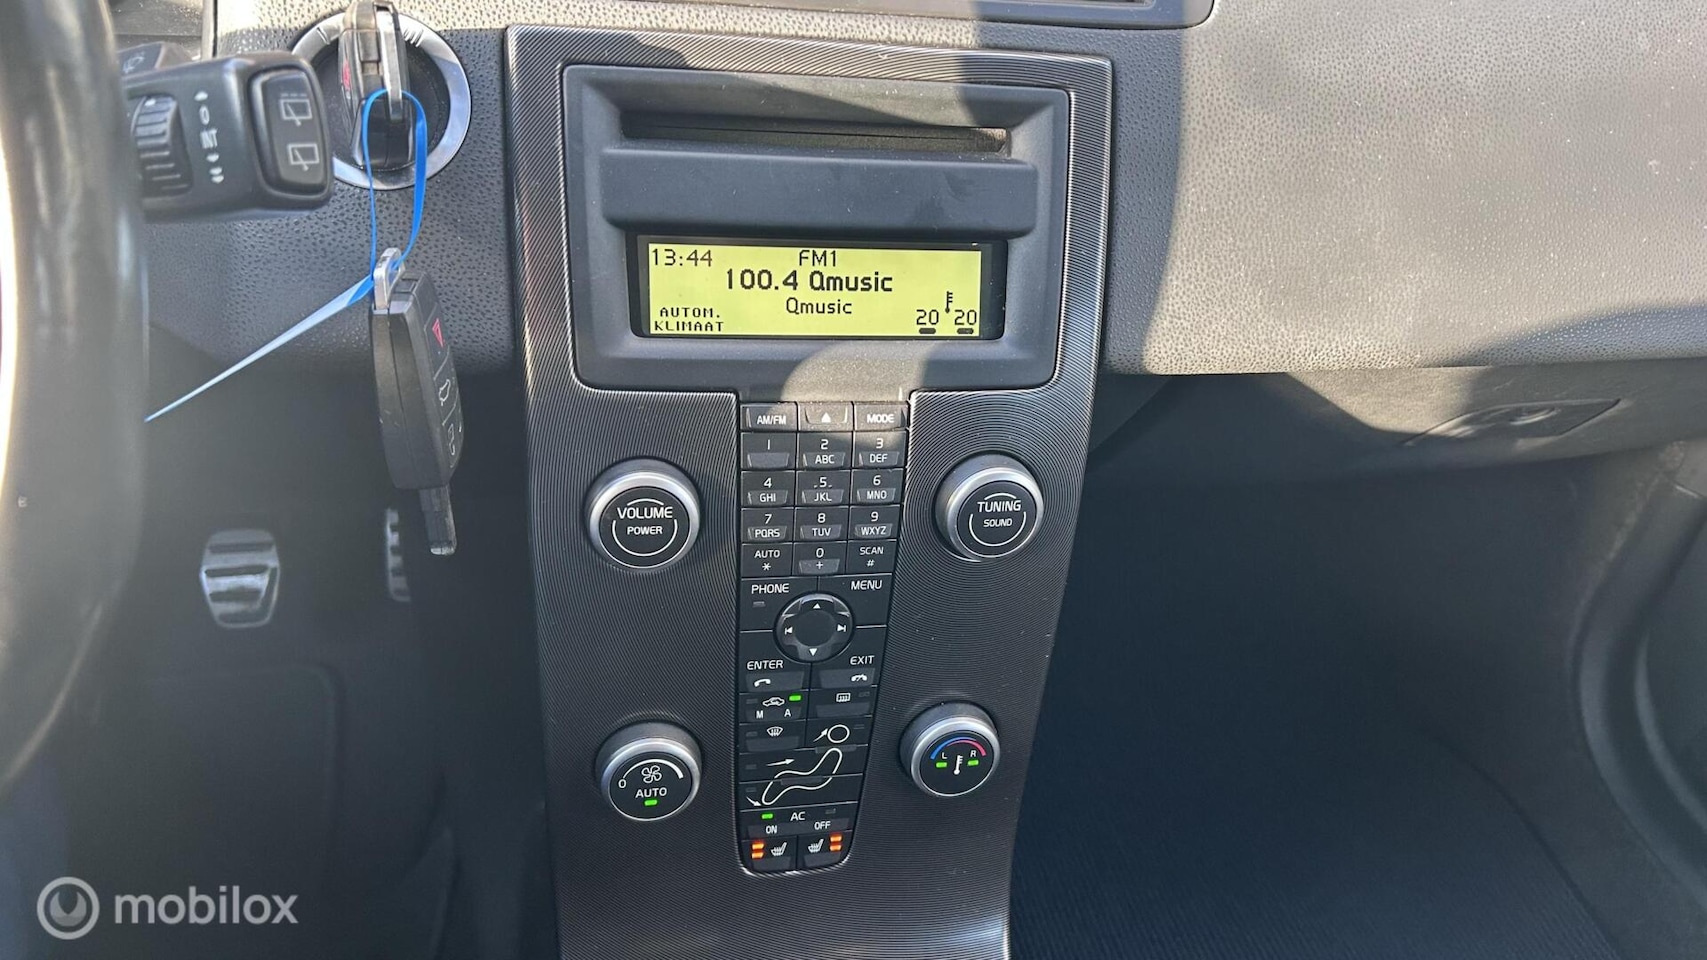 13:44 FM1
100.4 Qmusic
Qmusic
AUTOM.
KLIMAAT
20 20
AM/FM MODE
1 2 3
ABC DEF
4 5 6
GHI JKL MNO
7 8 9
PQRS TUV WXYZ
AUTO 0 SCAN
* + #
PHONE MENU
ENTER EXIT
M A
VOLUME
POWER
TUNING
SOUND
0
AUTO
L R
AC
ON OFF
mobilox